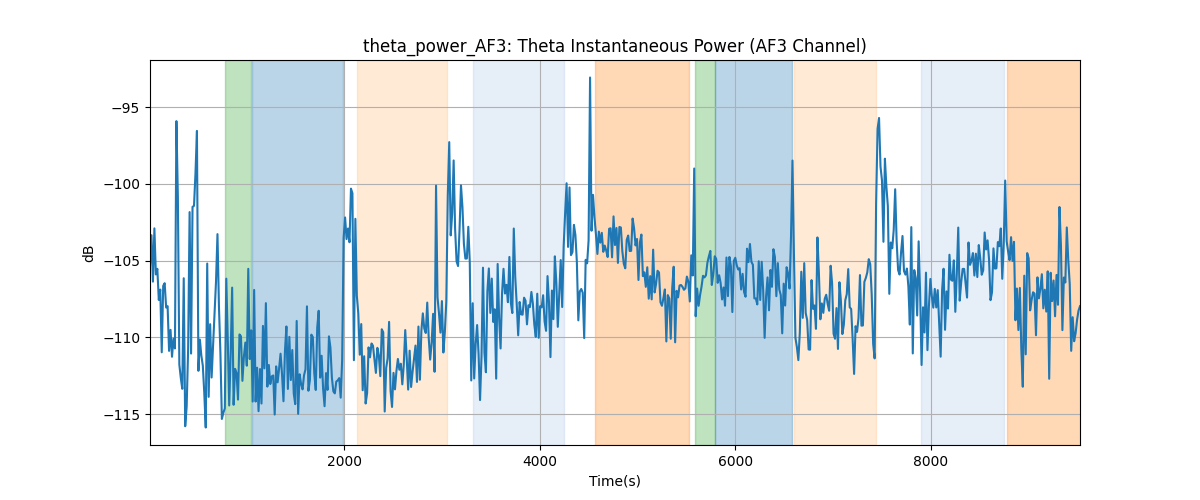 theta_power_AF3: Theta Instantaneous Power (AF3 Channel)
−95
−100
−105
−110
−115
dB
2000 4000 6000 8000
Time(s)